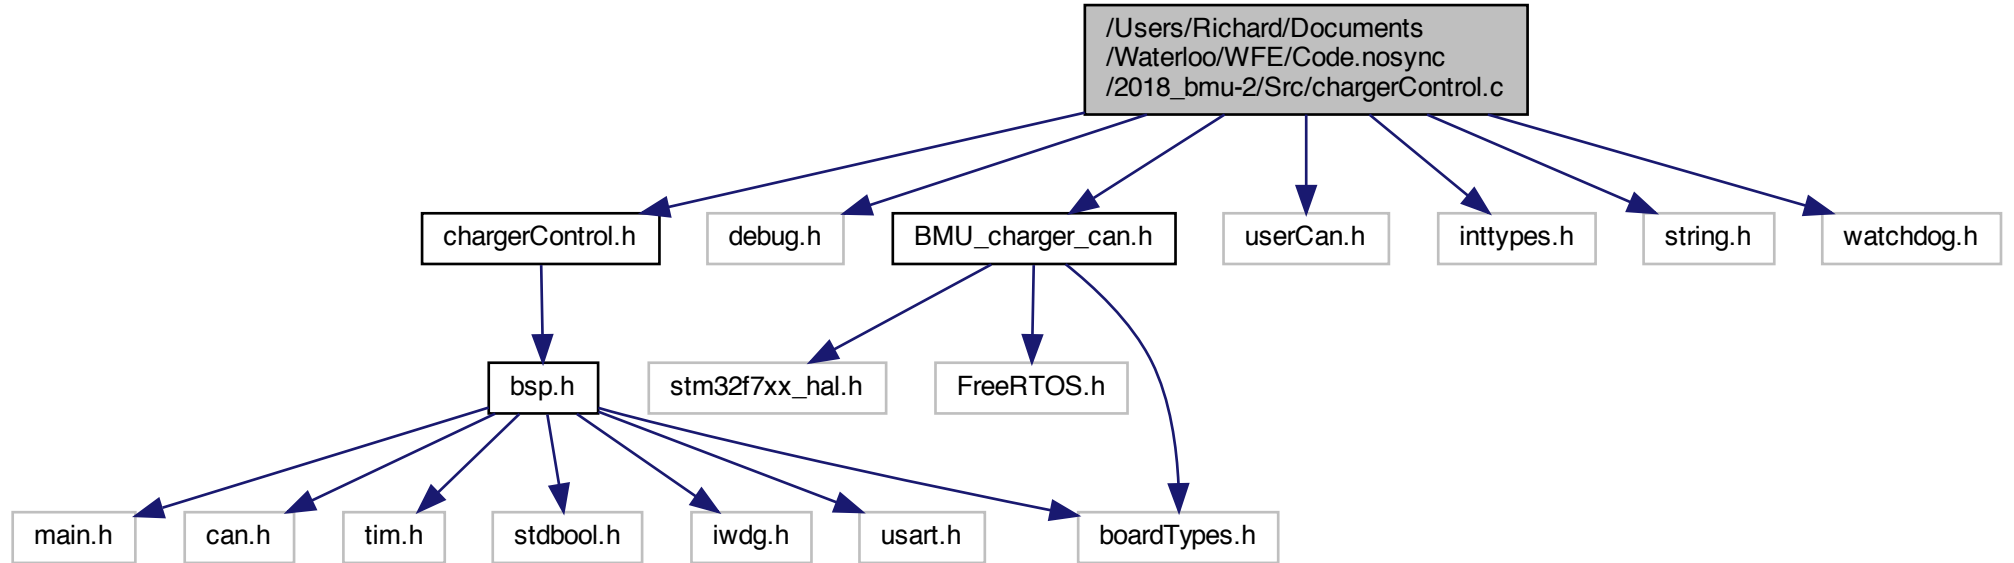 /Users/Richard/Documents
/Waterloo/WFE/Code.nosync
/2018_bmu-2/Src/chargerControl.c
chargerControl.h
debug.h
BMU_charger_can.h
userCan.h
inttypes.h
string.h
watchdog.h
bsp.h
stm32f7xx_hal.h
FreeRTOS.h
main.h
can.h
tim.h
stdbool.h
iwdg.h
usart.h
boardTypes.h